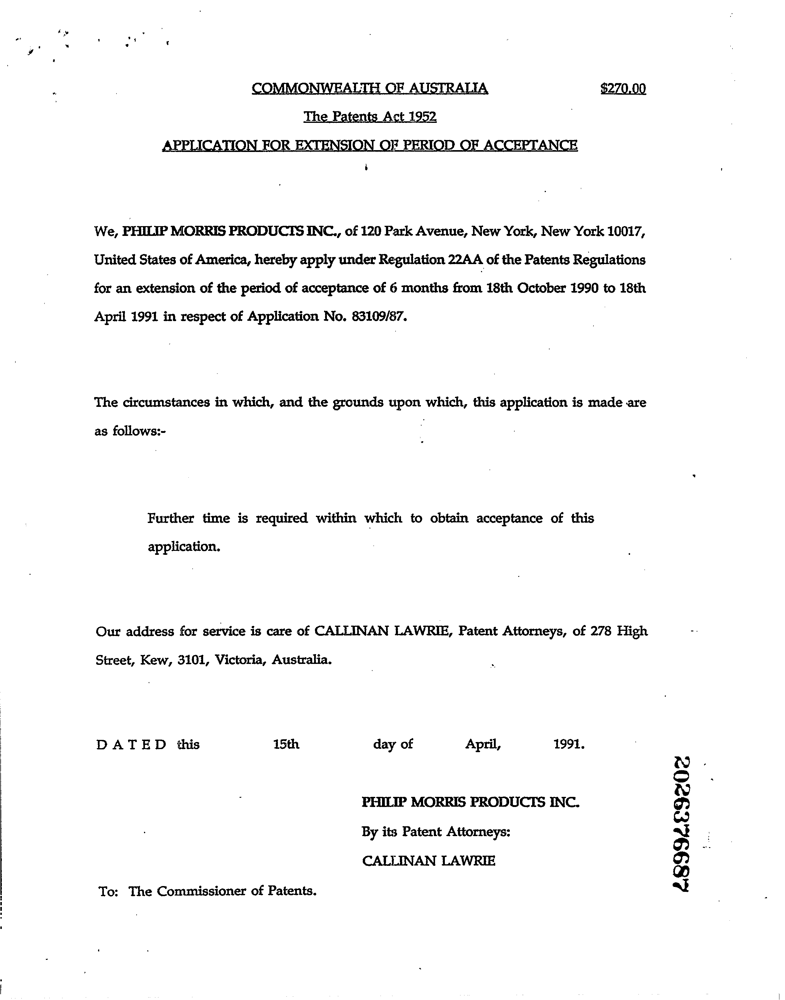 COMMONWEALTH OF AUSTRALIA $270.00
The Patents Act 1952
APPLICATION FOR EXTENSION OF PERIOD OF ACCEPTANCE
We, PHILIP MORRIS PRODUCTS INC., of 120 Park Avenue, New York, New York 10017,
United States of America, hereby apply under Regulation 22AA of the Patents Regulations
for an extension of the period of acceptance of 6 months from 18th October 1990 to 18th
April 1991 in respect of Application No. 83109/87.
The circumstances in which, and the grounds upon which, this application is made are
as follows:-
Further time is required within which to obtain acceptance of this
application.
Our address for service is care of CALLINAN LAWRIE, Patent Attorneys, of 278 High
Street, Kew, 3101, Victoria, Australia.
D A T E D this 15th day of April, 1991.
PHILIP MORRIS PRODUCTS INC.
By its Patent Attorneys:
CALLINAN LAWRIE
To: The Commissioner of Patents.
2026376687